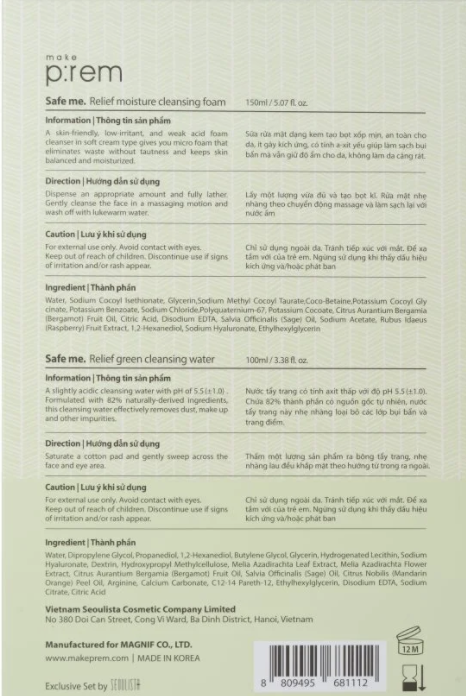 make
p:rem
Safe me. Relief moisture cleansing foam 150ml / 5.07 fl. oz.
Information | Thông tin sản phẩm
A skin-friendly, low-irritant, and weak acid foam
cleanser in soft cream type gives you micro foam that
eliminates waste without tautness and keeps skin
balanced and moisturized.
Sữa rửa mặt dạng kem tạo bọt xốp mịn, an toàn cho
da, ít gây kích ứng, có tính a-xít yếu giúp làm sạch bụi
bẩn mà vẫn giữ độ ẩm cho da, không làm da căng rát.
Direction | Hướng dẫn sử dụng
Dispense an appropriate amount and fully lather.
Gently cleanse the face in a massaging motion and
wash off with lukewarm water.
Lấy một lượng vừa đủ và tạo bọt kĩ. Rửa mặt nhẹ
nhàng theo chuyển động massage và làm sạch lại với
nước ấm
Caution | Lưu ý khi sử dụng
For external use only. Avoid contact with eyes.
Keep out of reach of children. Discontinue use if signs
of irritation and/or rash appear.
Chỉ sử dụng ngoài da. Tránh tiếp xúc với mắt. Để xa
tầm với của trẻ em. Ngừng sử dụng khi thấy dấu hiệu
kích ứng và/hoặc phát ban
Ingredient | Thành phần
Water, Sodium Cocoyl Isethionate, Glycerin,Sodium Methyl Cocoyl Taurate,Coco-Betaine,Potassium Cocoyl Gly
cinate, Potassium Benzoate, Sodium Chloride,Polyquaternium-67, Potassium Cocoate, Citrus Aurantium Bergamia
(Bergamot) Fruit Oil, Citric Acid, Disodium EDTA, Salvia Officinalis (Sage) Oil, Sodium Acetate, Rubus Idaeus
(Raspberry) Fruit Extract, 1,2-Hexanediol, Sodium Hyaluronate, Ethylhexylglycerin
Safe me. Relief green cleansing water 100ml / 3.38 fl. oz.
Information | Thông tin sản phẩm
A slightly acidic cleansing water with pH of 5.5(±1.0) .
Formulated with 82% naturally-derived ingredients,
this cleansing water effectively removes dust, make up
and other impurities.
Nước tẩy trang có tính axit thấp với độ pH 5.5(±1.0).
Chứa 82% thành phần có nguồn gốc tự nhiên, nước
tẩy trang này nhẹ nhàng loại bỏ các lớp bụi bẩn và
trang điểm.
Direction | Hướng dẫn sử dụng
Saturate a cotton pad and gently sweep across the
face and eye area.
Thấm một lượng sản phẩm ra bông tẩy trang, nhẹ
nhàng lau đều khắp mặt theo hướng từ trong ra ngoài.
Caution | Lưu ý khi sử dụng
For external use only. Avoid contact with eyes.
Keep out of reach of children. Discontinue use if signs
of irritation and/or rash appear.
Chỉ sử dụng ngoài da. Tránh tiếp xúc với mắt. Để xa
tầm với của trẻ em. Ngừng sử dụng khi thấy dấu hiệu
kích ứng và/hoặc phát ban
Ingredient | Thành phần
Water, Dipropylene Glycol, Propanediol, 1,2-Hexanediol, Butylene Glycol, Glycerin, Hydrogenated Lecithin, Sodium
Hyaluronate, Dextrin, Hydroxypropyl Methylcellulose, Melia Azadirachta Leaf Extract, Melia Azadirachta Flower
Extract, Citrus Aurantium Bergamia (Bergamot) Fruit Oil, Salvia Officinalis (Sage) Oil, Citrus Nobilis (Mandarin
Orange) Peel Oil, Arginine, Calcium Carbonate, C12-14 Pareth-12, Ethylhexylglycerin, Disodium EDTA, Sodium
Citrate, Citric Acid
Vietnam Seoulista Cosmetic Company Limited
No 380 Doi Can Street, Cong Vi Ward, Ba Dinh District, Hanoi, Vietnam
Manufactured for MAGNIF CO., LTD.
www.makeprem.com | MADE IN KOREA
Exclusive Set by SEOULISTA
8 809495 681112
12 M